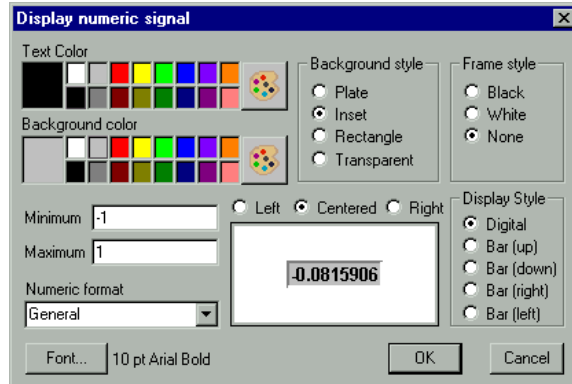 Display numeric signal
Text Color
Background color
Background style
Plate
Inset
Rectangle
Transparent
Frame style
Black
White
None
Minimum -1
Maximum 1
Numeric format
General
Left Centered Right
-0.0815906
Display Style
Digital
Bar (up)
Bar (down)
Bar (right)
Bar (left)
Font... 10 pt Arial Bold
OK Cancel